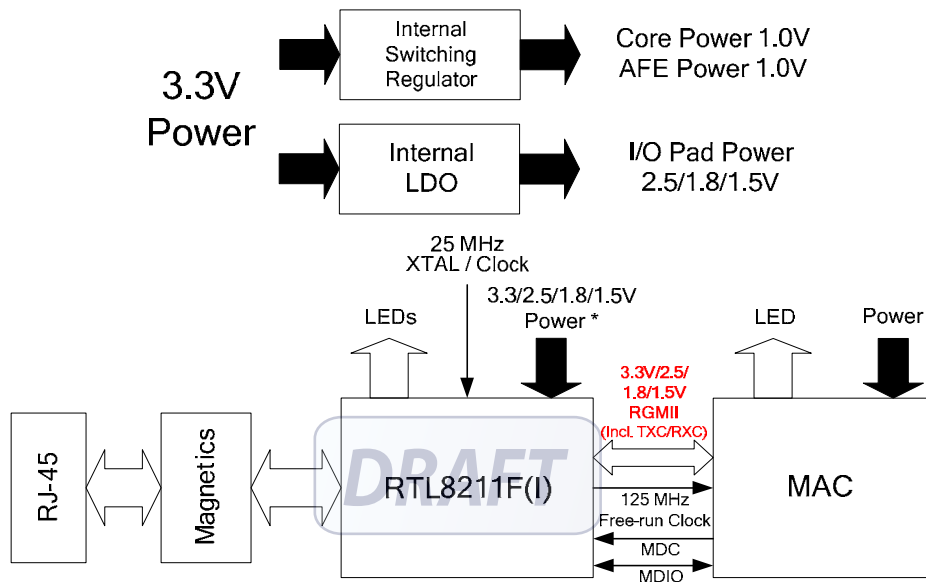 3.3V
Power
Internal
Switching
Regulator
Core Power 1.0V
AFE Power 1.0V
Internal
LDO
I/O Pad Power
2.5/1.8/1.5V
25 MHz
XTAL / Clock
3.3/2.5/1.8/1.5V
Power *
LEDs
LED
Power
3.3V/2.5/
1.8/1.5V
RGMII
(Incl. TXC/RXC)
RJ-45
Magnetics
DRAFT
RTL8211F(I)
MAC
125 MHz
Free-run Clock
MDC
MDIO